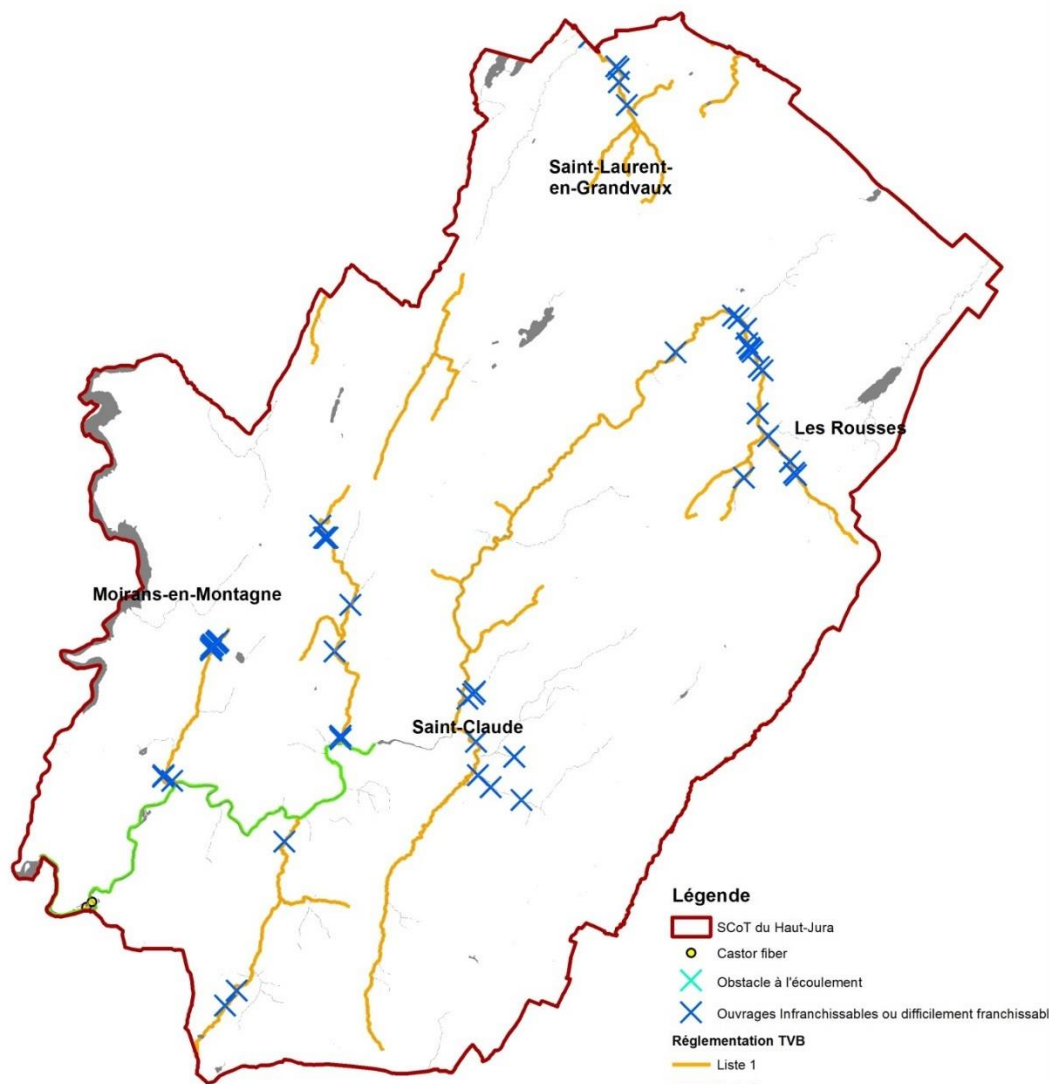 Saint-Laurent-
en-Grandvaux
Les Rousses
Moirans-en-Montagne
Saint-Claude
Légende
SCoT du Haut-Jura
Castor fiber
Obstacle à l'écoulement
Ouvrages Infranchissables ou difficilement franchissabl
Réglementation TVB
Liste 1